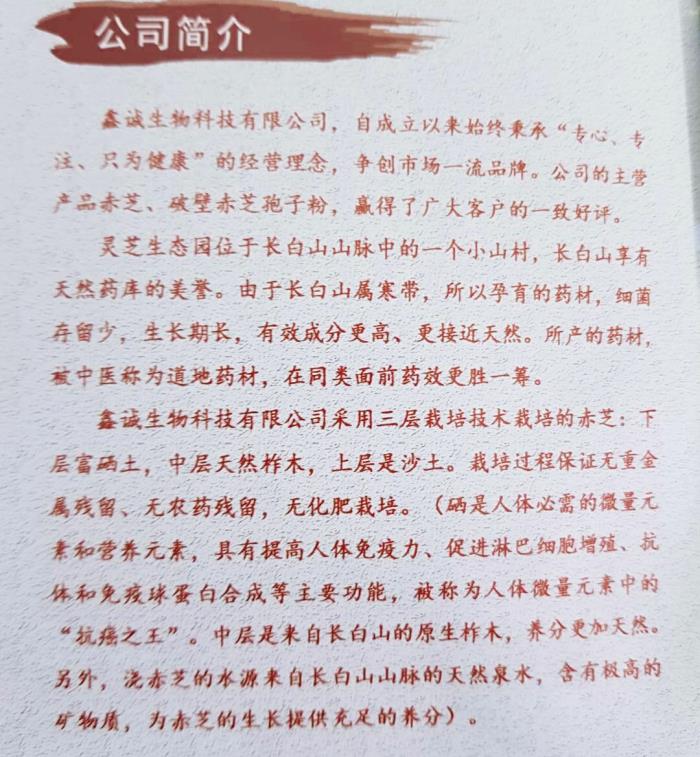 公司简介
鑫诚生物科技有限公司，自成立以来始终秉承“专心、专
注、只为健康”的经营理念，争创市场一流品牌。公司的主营
产品赤芝、破壁赤芝孢子粉，赢得了广大客户的一致好评。
灵芝生态园位于长白山山脉中的一个小山村，长白山享有
天然药库的美誉。由于长白山属寒带，所以孕育的药材，细菌
存留少，生长期长，有效成分更高、更接近天然。所产的药材，
被中医称为道地药材，在同类面前药效更胜一筹。
鑫诚生物科技有限公司采用三层栽培技术栽培的赤芝：下
层富硒土，中层天然柞木，上层是沙土。栽培过程保证无重金
属残留、无农药残留，无化肥栽培。（硒是人体必需的微量元
素和营养元素，具有提高人体免疫力、促进淋巴细胞增殖、抗
体和免疫球蛋白合成等主要功能，被称为人体微量元素中的
“抗癌之王”。中层是来自长白山的原生柞木，养分更加天然。
另外，浇赤芝的水源来自长白山山脉的天然泉水，含有极高的
矿物质，为赤芝的生长提供充足的养分）。